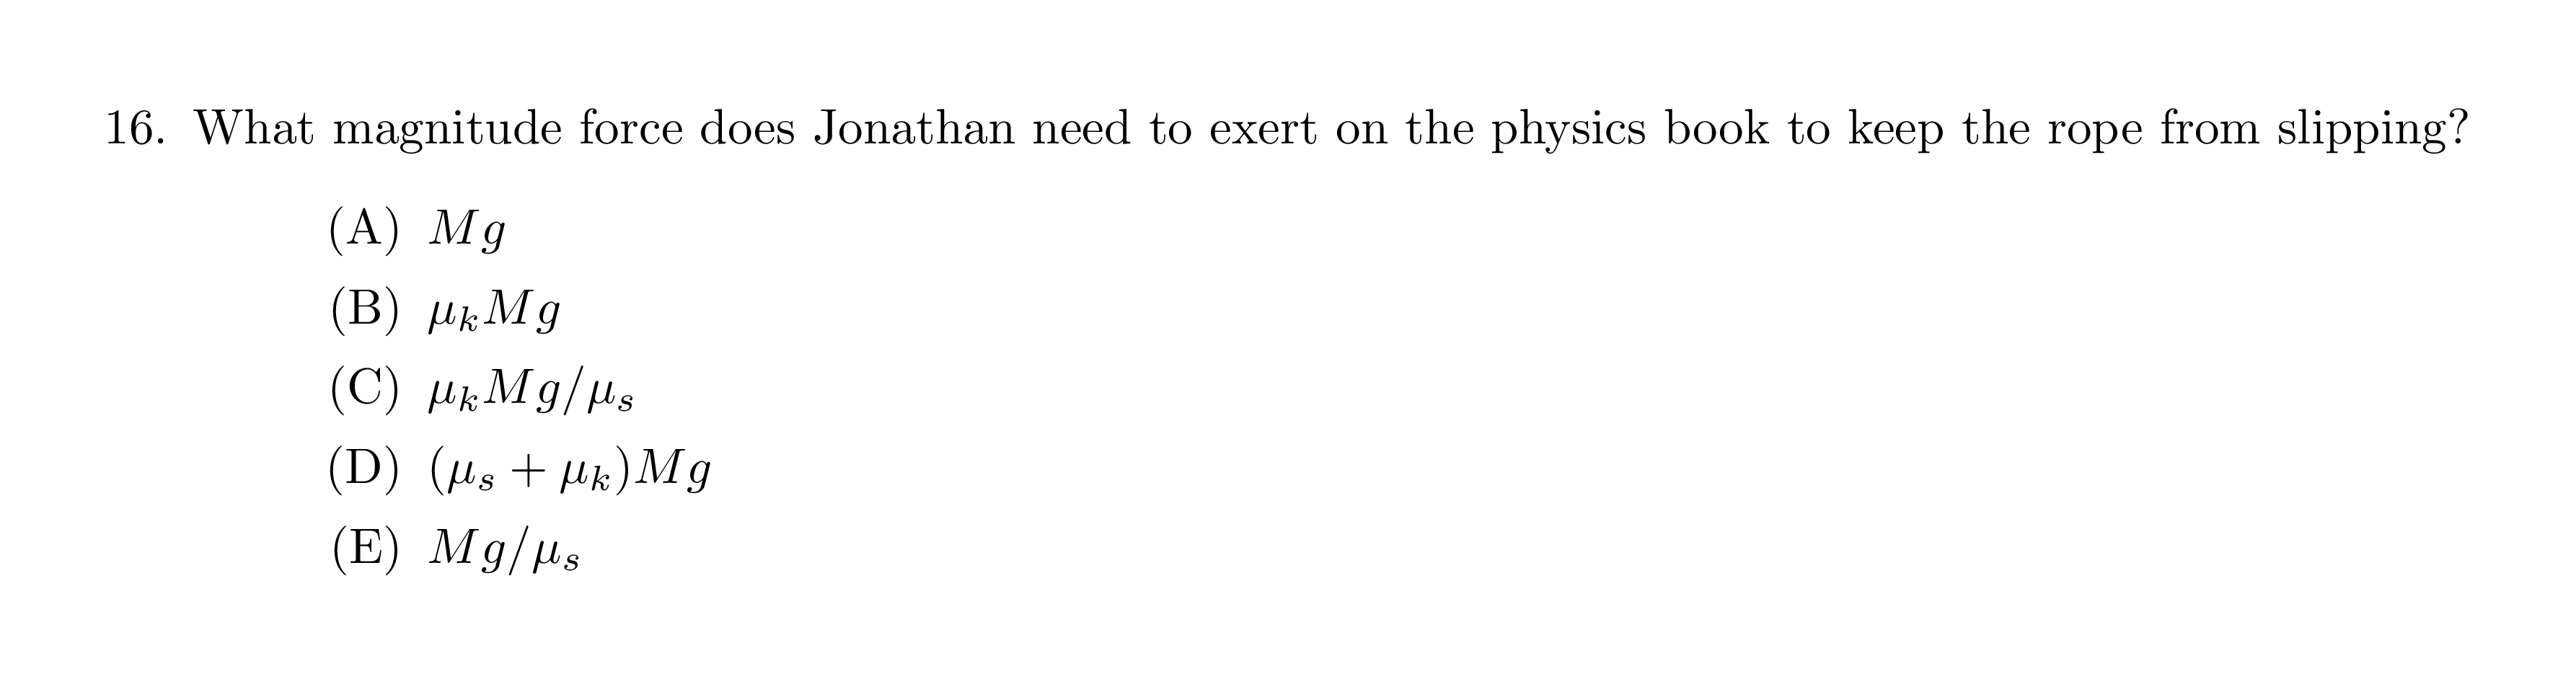 16. What magnitude force does Jonathan need to exert on the physics book to keep the rope from slipping?
(A) $Mg$
(B) $\mu_k Mg$
(C) $\mu_k Mg/\mu_s$
(D) $(\mu_s + \mu_k)Mg$
(E) $Mg/\mu_s$